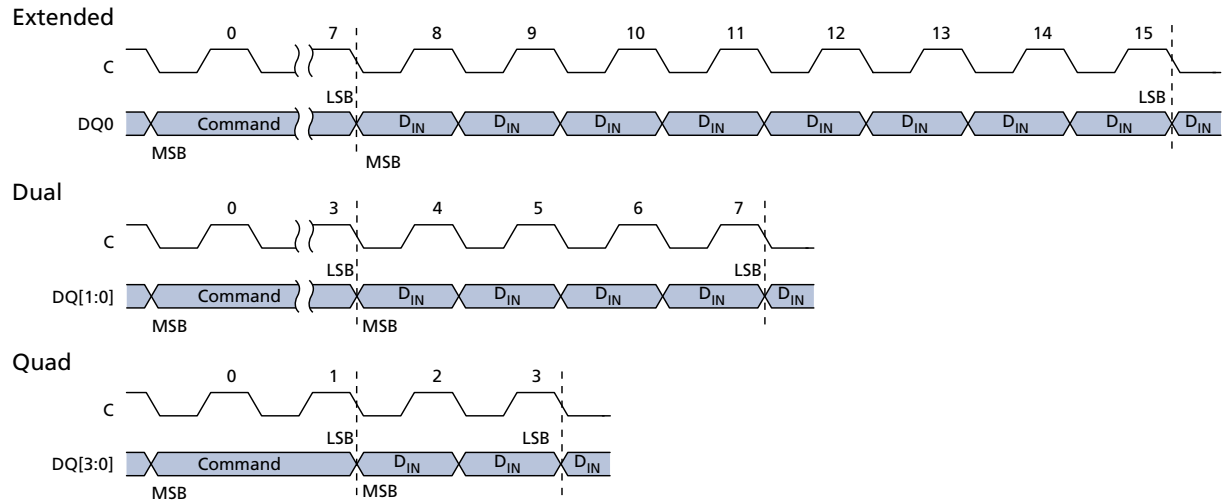 Extended
0 7 8 9 10 11 12 13 14 15
C
LSB LSB
DQ0 Command DIN DIN DIN DIN DIN DIN DIN DIN DIN
MSB MSB
Dual
0 3 4 5 6 7
C
LSB LSB
DQ[1:0] Command DIN DIN DIN DIN DIN
MSB MSB
Quad
0 1 2 3
C
LSB LSB
DQ[3:0] Command DIN DIN DIN
MSB MSB